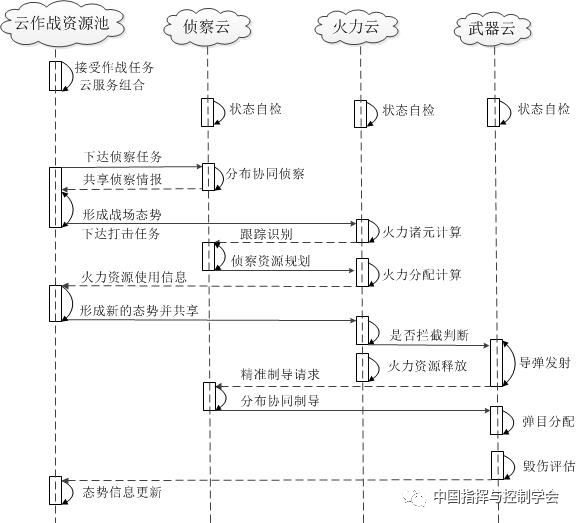 云作战资源池
侦察云
火力云
武器云
接受作战任务
云服务组合
状态自检
状态自检
状态自检
下达侦察任务
分布协同侦察
共享侦察情报
形成战场态势
下达打击任务
火力诸元计算
跟踪识别
侦察资源规划
火力分配计算
火力资源使用信息
形成新的态势并共享
是否拦截判断
导弹发射
火力资源释放
精准制导请求
分布协同制导
弹目分配
毁伤评估
态势信息更新
中国指挥与控制学会